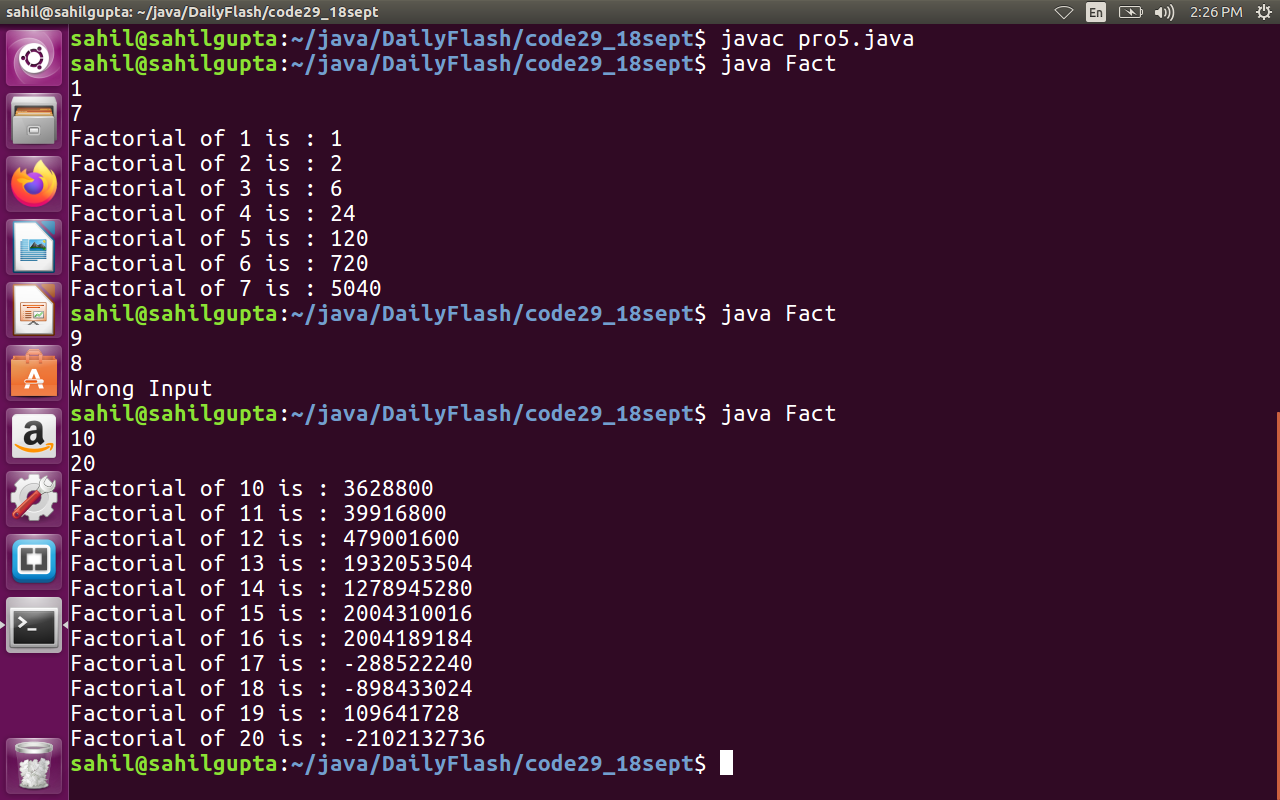 sahil@sahilgupta: ~/java/DailyFlash/code29_18sept
En
2:26 PM
sahil@sahilgupta:~/java/DailyFlash/code29_18sept$ javac pro5.java
sahil@sahilgupta:~/java/DailyFlash/code29_18sept$ java Fact
1
7
Factorial of 1 is : 1
Factorial of 2 is : 2
Factorial of 3 is : 6
Factorial of 4 is : 24
Factorial of 5 is : 120
Factorial of 6 is : 720
Factorial of 7 is : 5040
sahil@sahilgupta:~/java/DailyFlash/code29_18sept$ java Fact
9
8
Wrong Input
sahil@sahilgupta:~/java/DailyFlash/code29_18sept$ java Fact
10
20
Factorial of 10 is : 3628800
Factorial of 11 is : 39916800
Factorial of 12 is : 479001600
Factorial of 13 is : 1932053504
Factorial of 14 is : 1278945280
Factorial of 15 is : 2004310016
Factorial of 16 is : 2004189184
Factorial of 17 is : -288522240
Factorial of 18 is : -898433024
Factorial of 19 is : 109641728
Factorial of 20 is : -2102132736
sahil@sahilgupta:~/java/DailyFlash/code29_18sept$